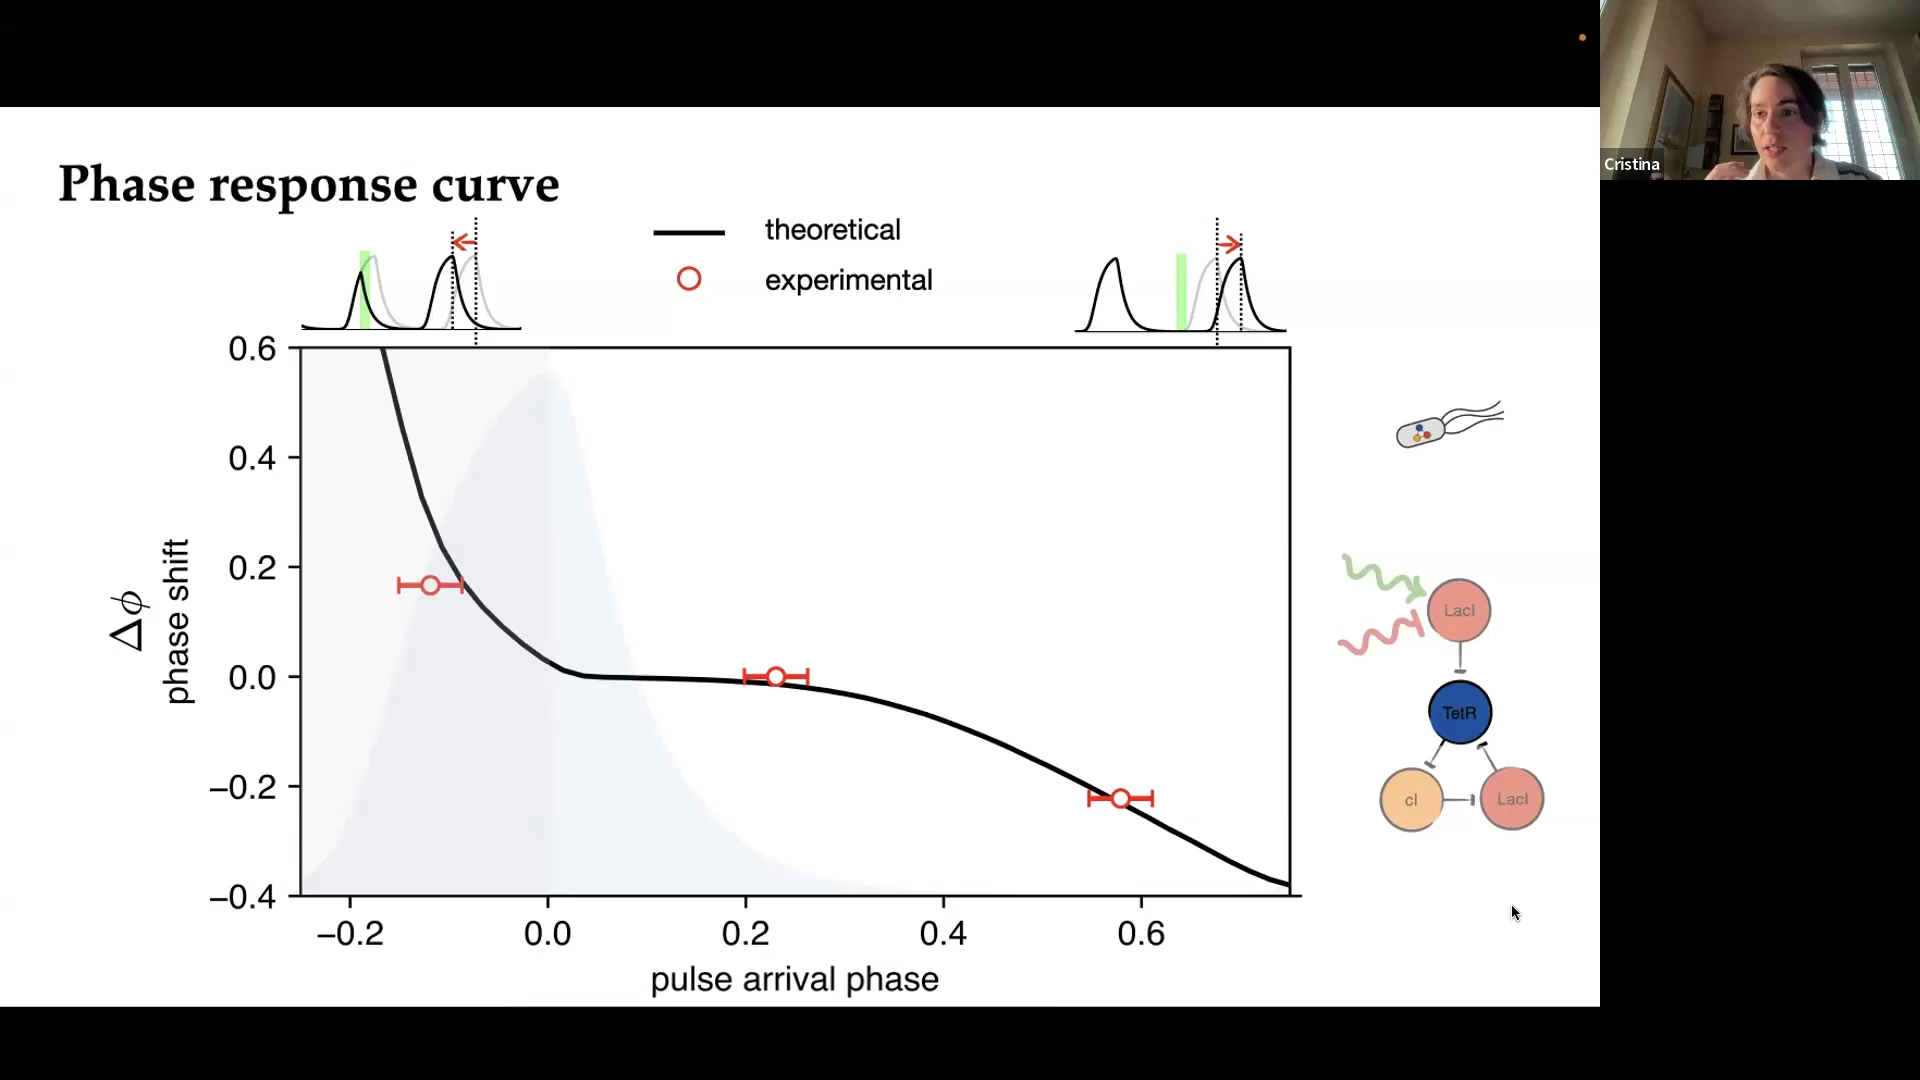 Phase response curve
theoretical
experimental
0.6
0.4
0.2
0.0
−0.2
−0.4
Δϕ
phase shift
−0.2 0.0 0.2 0.4 0.6
pulse arrival phase
LacI
TetR
cI
LacI
Cristina